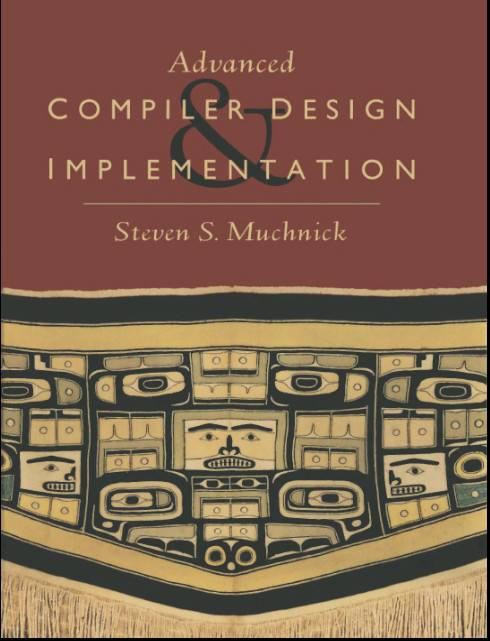 Advanced
COMPILER DESIGN
&
IMPLEMENTATION
Steven S. Muchnick